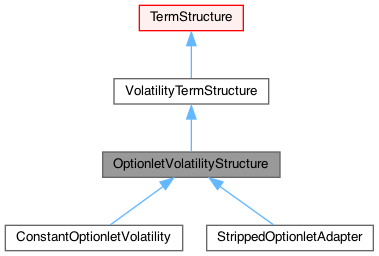 TermStructure
VolatilityTermStructure
OptionletVolatilityStructure
ConstantOptionletVolatility
StrippedOptionletAdapter